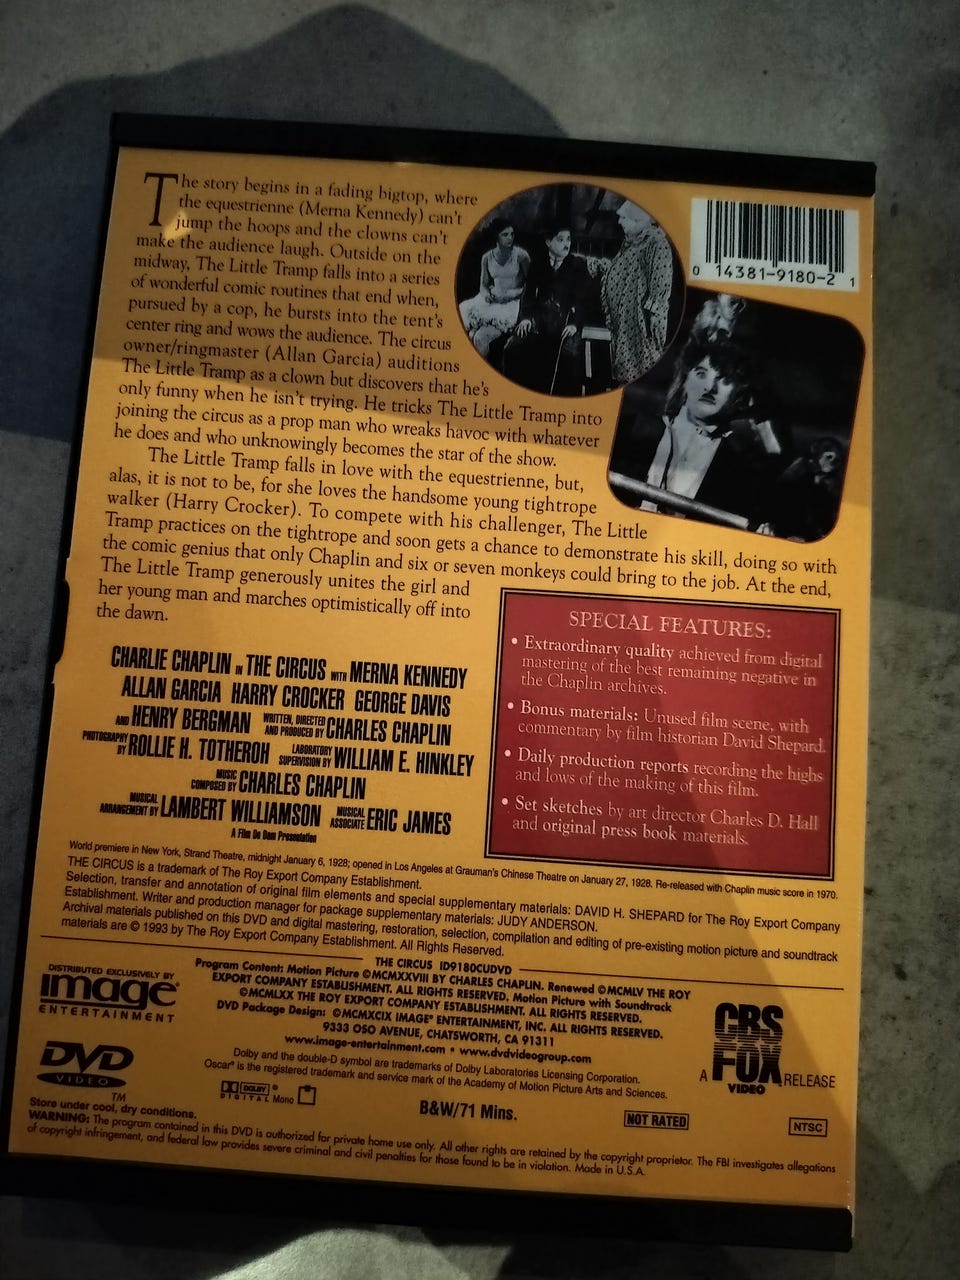 The story begins in a fading bigtop, where
the equestrienne (Merna Kennedy) can't
jump the hoops and the clowns can't
make the audience laugh. Outside on the
midway, The Little Tramp falls into a series
of wonderful comic routines that end when,
pursued by a cop, he bursts into the tent's
center ring and wows the audience. The circus
owner/ringmaster (Allan Garcia) auditions
The Little Tramp as a clown but discovers that he's
only funny when he isn't trying. He tricks The Little Tramp into
joining the circus as a prop man who wreaks havoc with whatever
he does and who unknowingly becomes the star of the show.
The Little Tramp falls in love with the equestrienne, but,
alas, it is not to be, for she loves the handsome young tightrope
walker (Harry Crocker). To compete with his challenger, The Little
Tramp practices on the tightrope and soon gets a chance to demonstrate his skill, doing so with
the comic genius that only Chaplin and six or seven monkeys could bring to the job. At the end,
The Little Tramp generously unites the girl and
her young man and marches optimistically off into
the dawn.
0 14381-9180-2 1
SPECIAL FEATURES:
• Extraordinary quality achieved from digital
mastering of the best remaining negative in
the Chaplin archives.
• Bonus materials: Unused film scene, with
commentary by film historian David Shepard.
• Daily production reports recording the highs
and lows of the making of this film.
• Set sketches by art director Charles D. Hall
and original press book materials.
CHARLIE CHAPLIN IN THE CIRCUS WITH MERNA KENNEDY
ALLAN GARCIA HARRY CROCKER GEORGE DAVIS
AND HENRY BERGMAN WRITTEN, DIRECTED AND PRODUCED BY CHARLES CHAPLIN
PHOTOGRAPHY BY ROLLIE H. TOTHEROH LABORATORY SUPERVISION BY WILLIAM E. HINKLEY
MUSIC COMPOSED BY CHARLES CHAPLIN
MUSICAL ARRANGEMENT BY LAMBERT WILLIAMSON MUSICAL ASSOCIATE ERIC JAMES
A Film De Dam Presentation
World premiere in New York, Strand Theatre, midnight January 6, 1928; opened in Los Angeles at Grauman's Chinese Theatre on January 27, 1928. Re-released with Chaplin music score in 1970.
THE CIRCUS is a trademark of The Roy Export Company Establishment.
Selection, transfer and annotation of original film elements and special supplementary materials: DAVID H. SHEPARD for The Roy Export Company
Establishment. Writer and production manager for package supplementary materials: JUDY ANDERSON.
Archival materials published on this DVD and digital mastering, restoration, selection, compilation and editing of pre-existing motion picture and soundtrack
materials are © 1993 by The Roy Export Company Establishment. All Rights Reserved.
THE CIRCUS ID9180CUDVD
Program Content: Motion Picture ©MCMXXVIII BY CHARLES CHAPLIN. Renewed ©MCMLV THE ROY
EXPORT COMPANY ESTABLISHMENT. ALL RIGHTS RESERVED. Motion Picture with Soundtrack
©MCMLXX THE ROY EXPORT COMPANY ESTABLISHMENT. ALL RIGHTS RESERVED.
DVD Package Design: ©MCMXCIX IMAGE® ENTERTAINMENT, INC. ALL RIGHTS RESERVED.
9333 OSO AVENUE, CHATSWORTH, CA 91311
www.image-entertainment.com • www.dvdvideogroup.com
Dolby and the double-D symbol are trademarks of Dolby Laboratories Licensing Corporation.
Oscar® is the registered trademark and service mark of the Academy of Motion Picture Arts and Sciences.
DISTRIBUTED EXCLUSIVELY BY
image®
ENTERTAINMENT
DVD
VIDEO
TM
CBS
FOX
VIDEO
A RELEASE
DOLBY ®
DIGITAL Mono
B&W/71 Mins.
NOT RATED
NTSC
Store under cool, dry conditions.
WARNING: The program contained in this DVD is authorized for private home use only. All other rights are retained by the copyright proprietor. The FBI investigates allegations
of copyright infringement, and federal law provides severe criminal and civil penalties for those found to be in violation. Made in U.S.A.